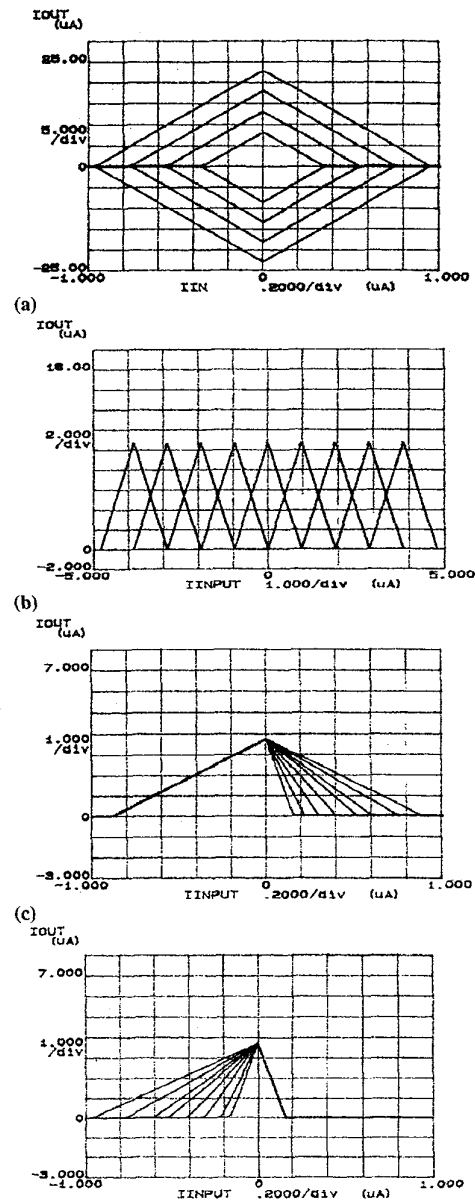 IOUT
(uA)
25.00
5.000
/div
0
-25.00
-1.000 0 1.000
IIN .2000/div (uA)
(a)
IOUT
(uA)
16.00
2.000
/div
0
-2.000
-5.000 0 5.000
IINPUT 1.000/div (uA)
(b)
IOUT
(uA)
7.000
1.000
/div
0
-3.000
-1.000 0 1.000
IINPUT .2000/div (uA)
(c)
IOUT
(uA)
7.000
1.000
/div
0
-3.000
-1.000 0 1.000
IINPUT .2000/div (uA)